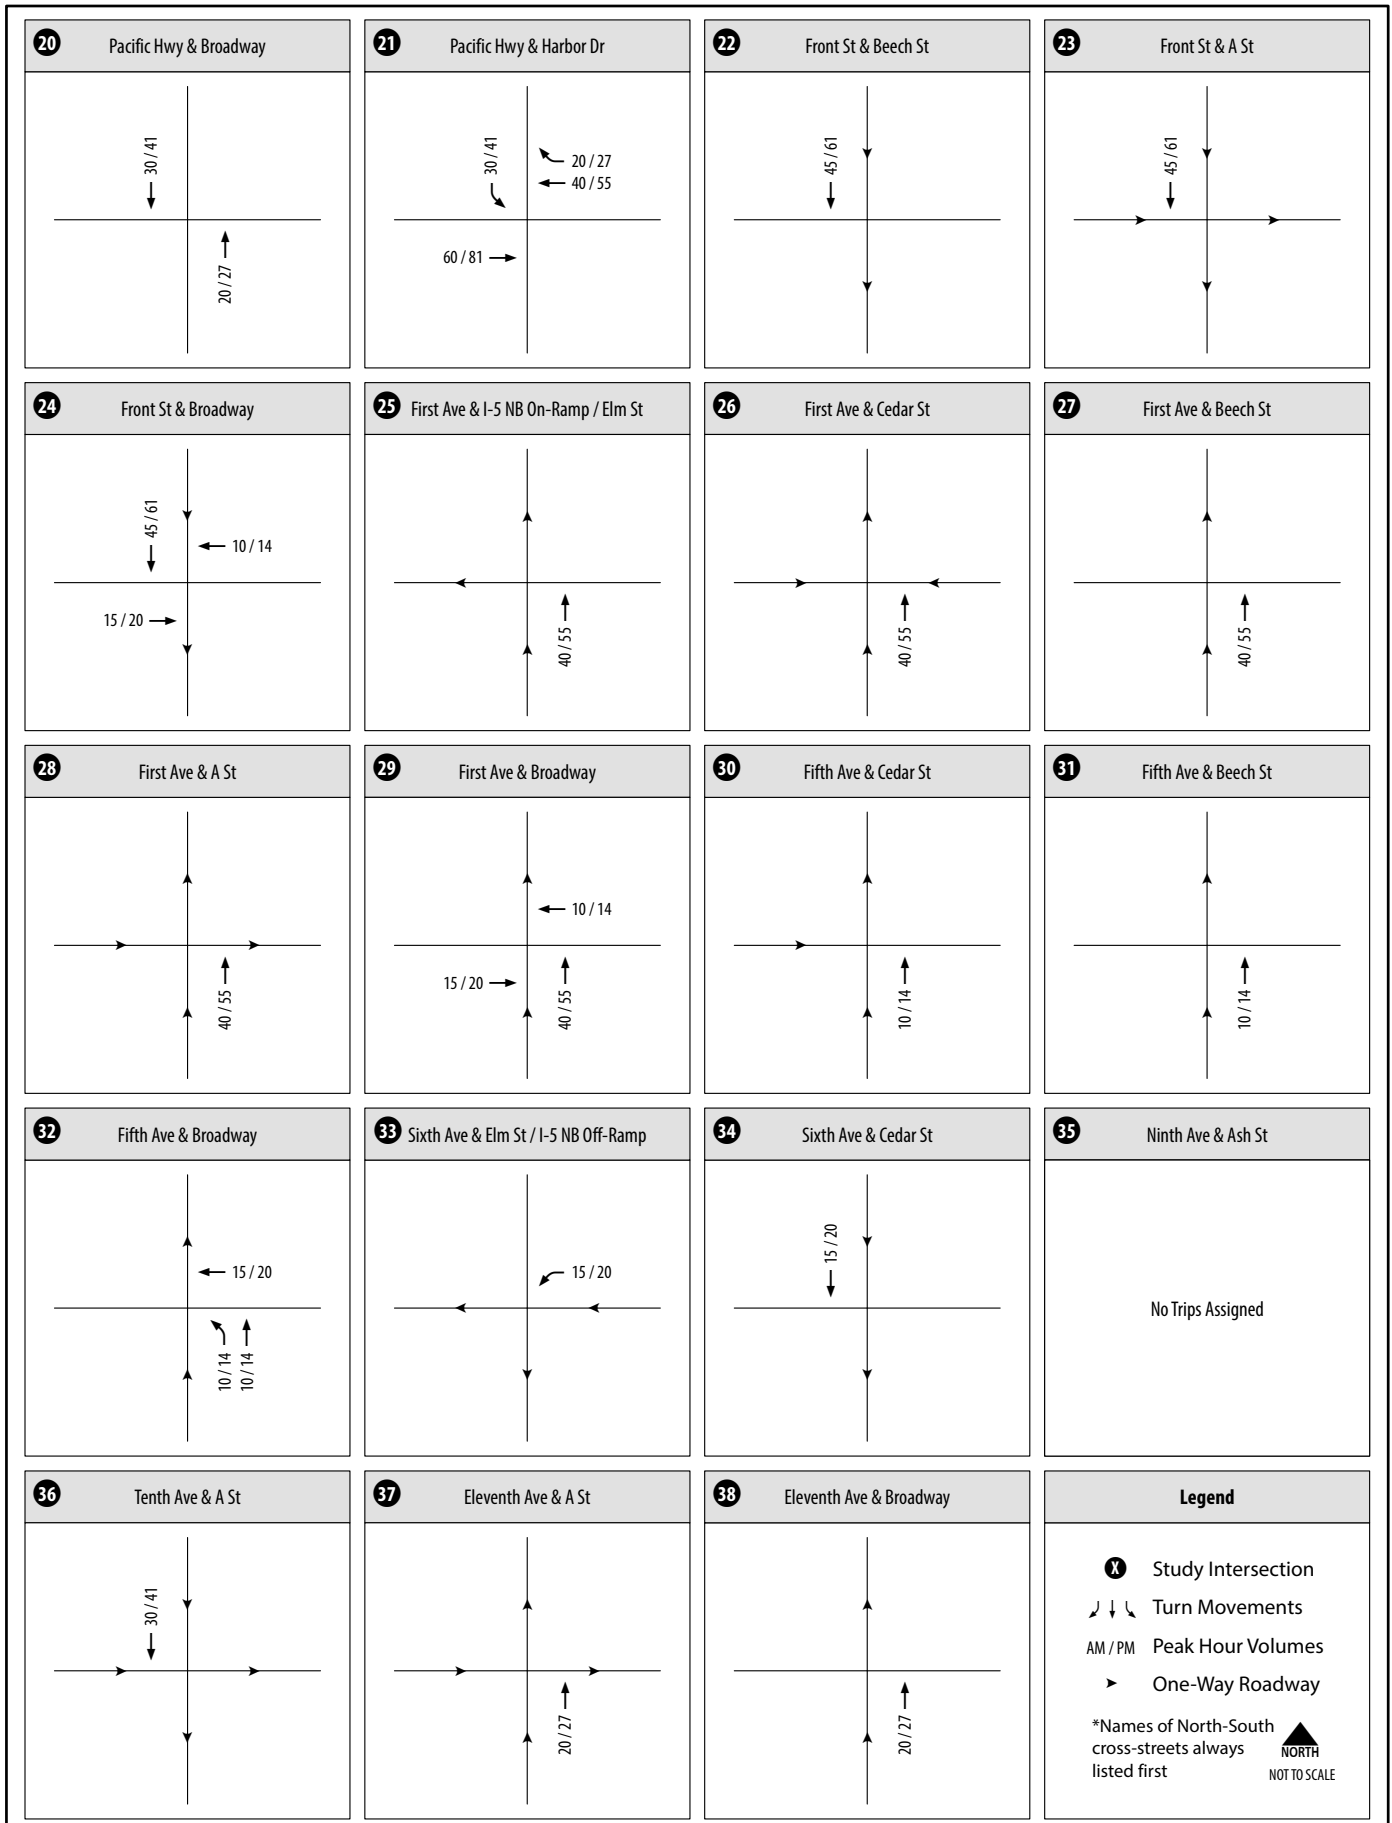 20 Pacific Hwy & Broadway
30 / 41
20 / 27
21 Pacific Hwy & Harbor Dr
30 / 41
20 / 27
40 / 55
60 / 81
22 Front St & Beech St
45 / 61
23 Front St & A St
45 / 61
24 Front St & Broadway
45 / 61
10 / 14
15 / 20
25 First Ave & I-5 NB On-Ramp / Elm St
40 / 55
26 First Ave & Cedar St
40 / 55
27 First Ave & Beech St
40 / 55
28 First Ave & A St
40 / 55
29 First Ave & Broadway
10 / 14
15 / 20
40 / 55
30 Fifth Ave & Cedar St
10 / 14
31 Fifth Ave & Beech St
10 / 14
32 Fifth Ave & Broadway
15 / 20
10 / 14
10 / 14
33 Sixth Ave & Elm St / I-5 NB Off-Ramp
15 / 20
34 Sixth Ave & Cedar St
15 / 20
35 Ninth Ave & Ash St
No Trips Assigned
36 Tenth Ave & A St
30 / 41
37 Eleventh Ave & A St
20 / 27
38 Eleventh Ave & Broadway
20 / 27
Legend
X Study Intersection
Turn Movements
AM / PM Peak Hour Volumes
One-Way Roadway
*Names of North-South
cross-streets always
listed first
NORTH
NOT TO SCALE